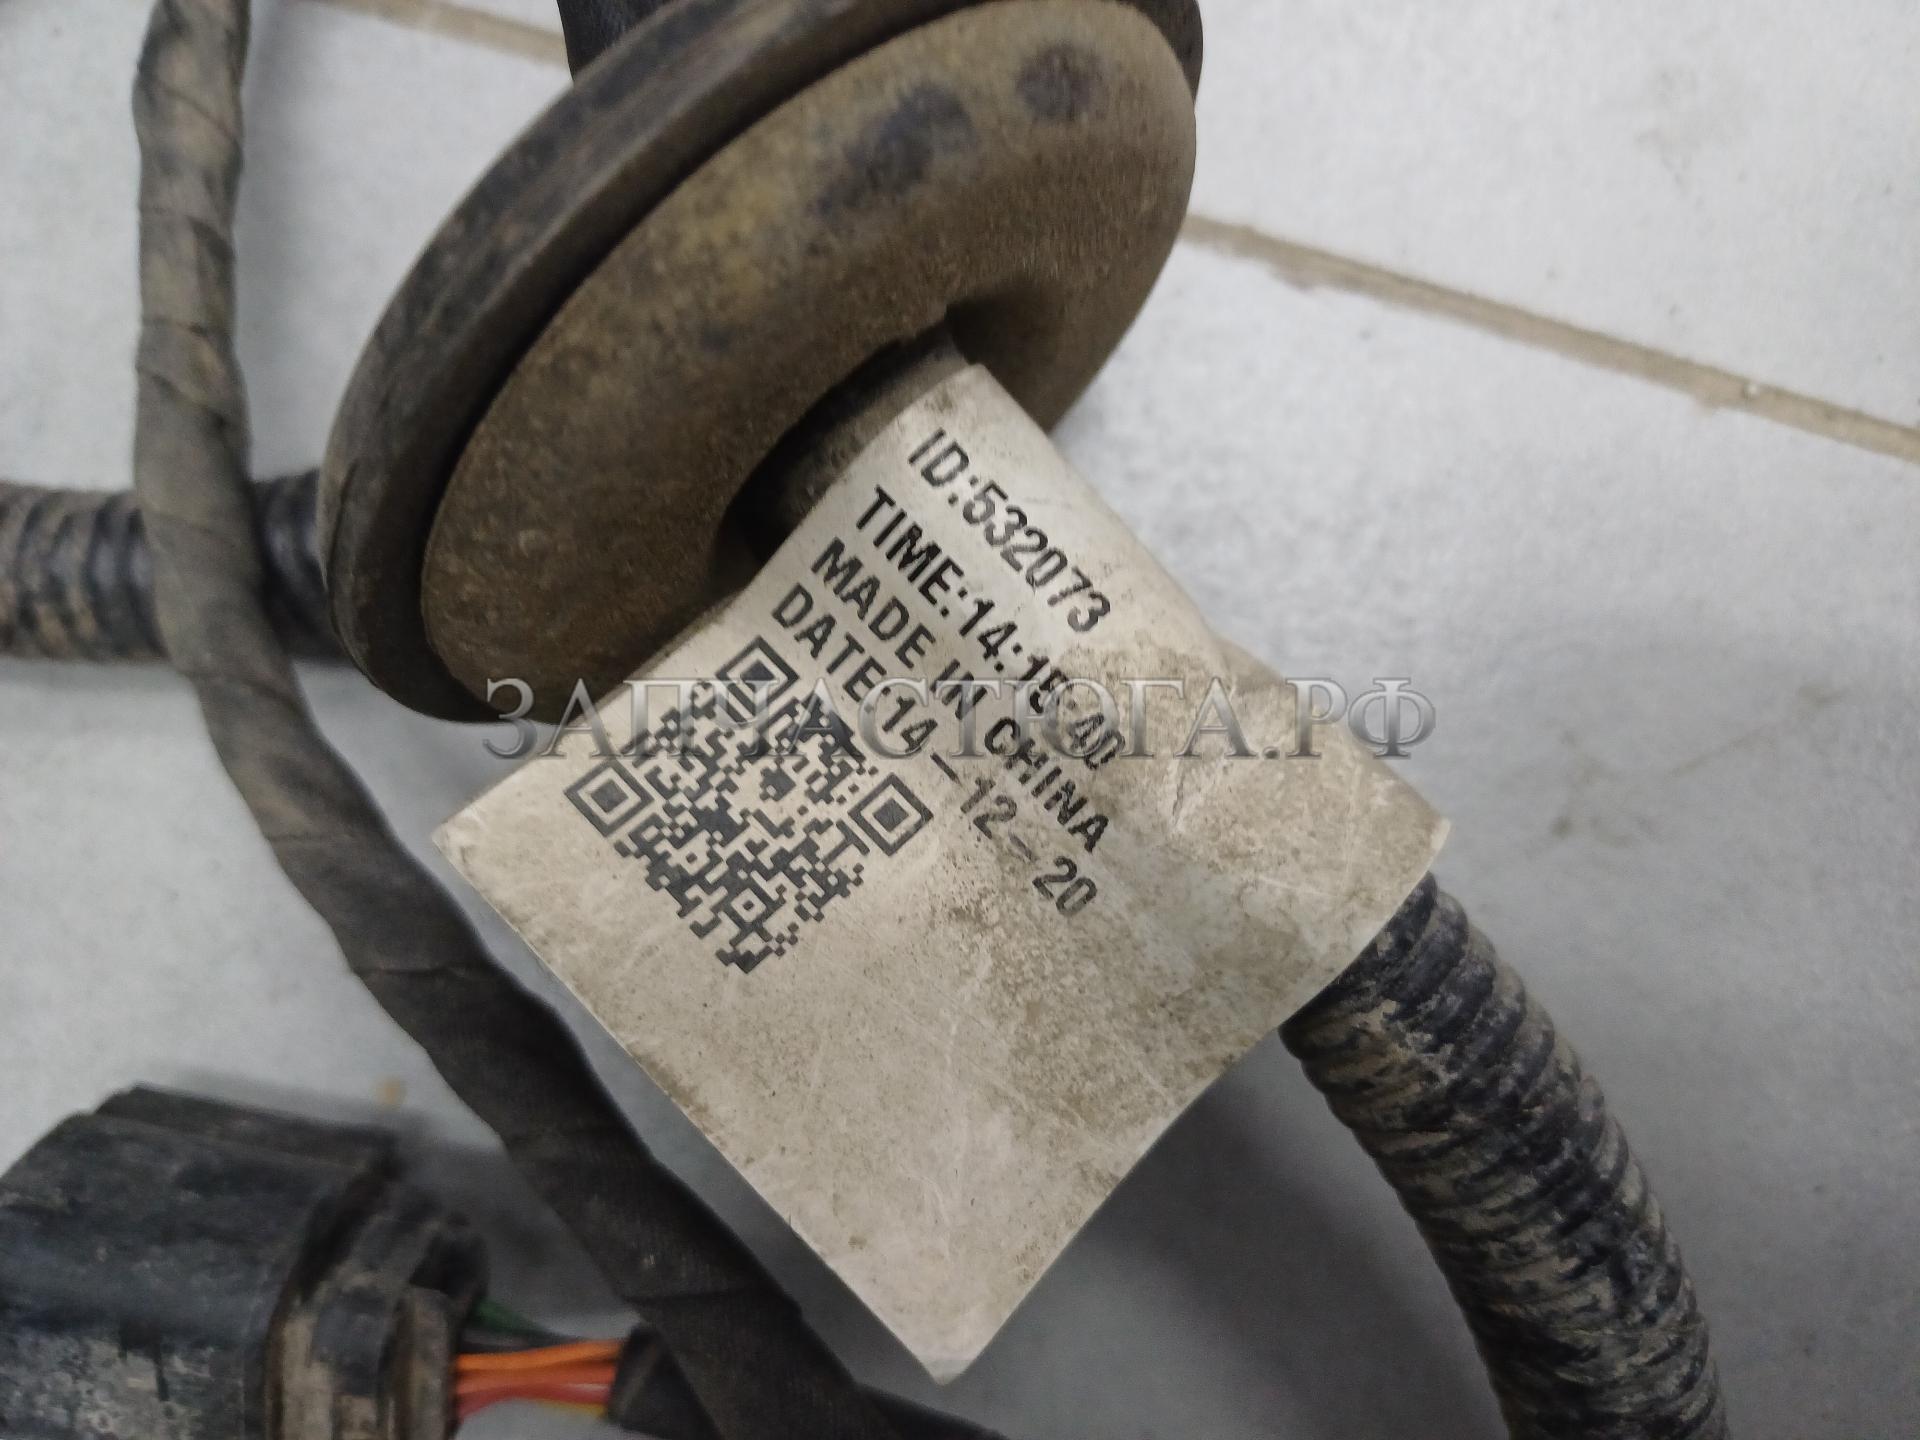 ID:532073
TIME:14:15:40
MADE IN CHINA
DATE:14-12-20
ЗАПЧАСТЮГА.РФ